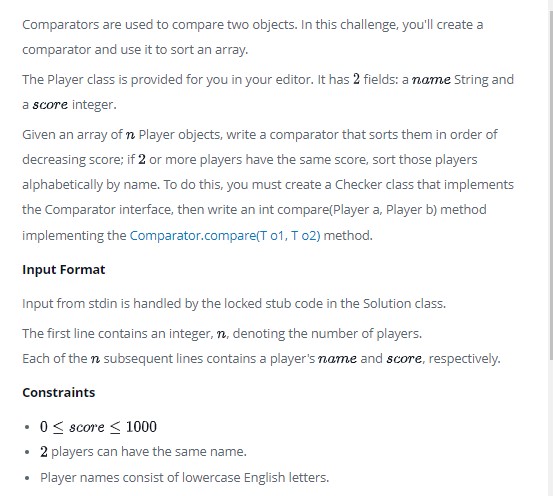 Comparators are used to compare two objects. In this challenge, you'll create a
comparator and use it to sort an array.
The Player class is provided for you in your editor. It has 2 fields: a name String and
a score integer.
Given an array of n Player objects, write a comparator that sorts them in order of
decreasing score; if 2 or more players have the same score, sort those players
alphabetically by name. To do this, you must create a Checker class that implements
the Comparator interface, then write an int compare(Player a, Player b) method
implementing the Comparator.compare(T o1, T o2) method.
Input Format
Input from stdin is handled by the locked stub code in the Solution class.
The first line contains an integer, n, denoting the number of players.
Each of the n subsequent lines contains a player's name and score, respectively.
Constraints
• 0 ≤ score ≤ 1000
• 2 players can have the same name.
• Player names consist of lowercase English letters.